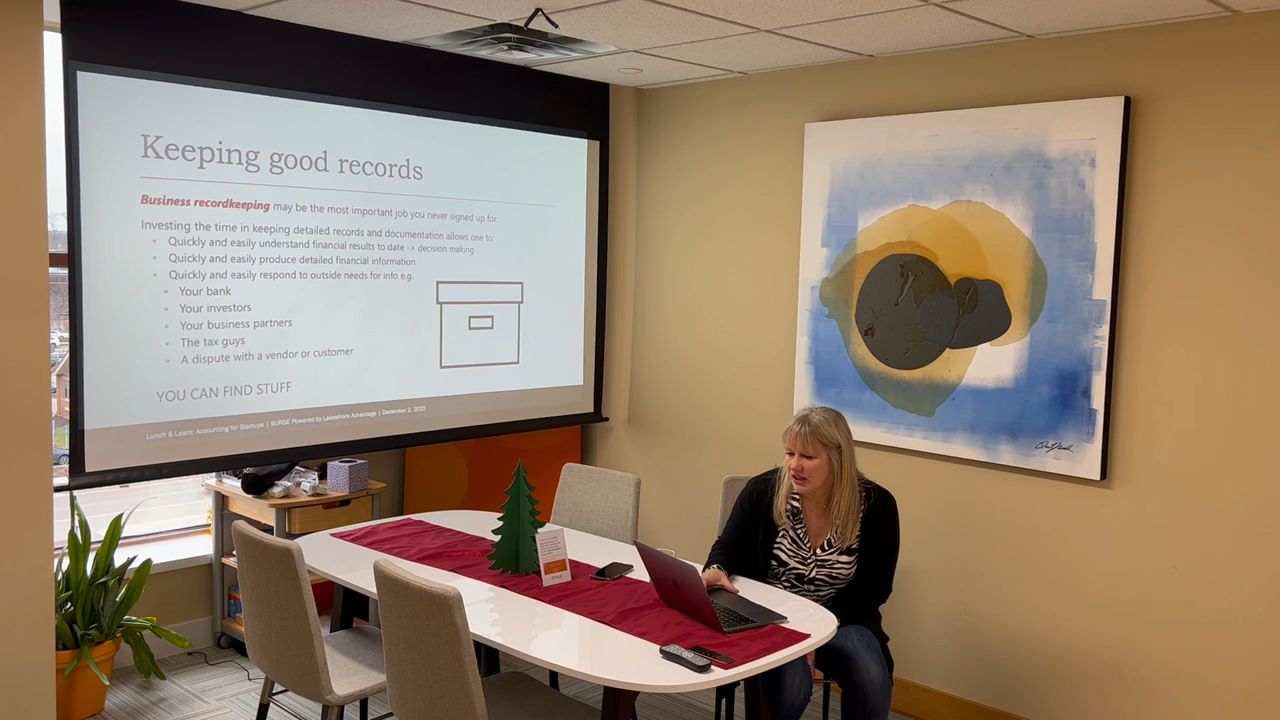 Keeping good records
Business recordkeeping may be the most important job you never signed up for.
Investing the time in keeping detailed records and documentation allows one to:
• Quickly and easily understand financial results to date -> decision making
• Quickly and easily produce detailed financial information
• Quickly and easily respond to outside needs for info e.g.
• Your bank
• Your investors
• Your business partners
• The tax guys
• A dispute with a vendor or customer
YOU CAN FIND STUFF
Lunch & Learn: Accounting for Startups | SURGE Powered by Lakeshore Advantage | December 2, 2022